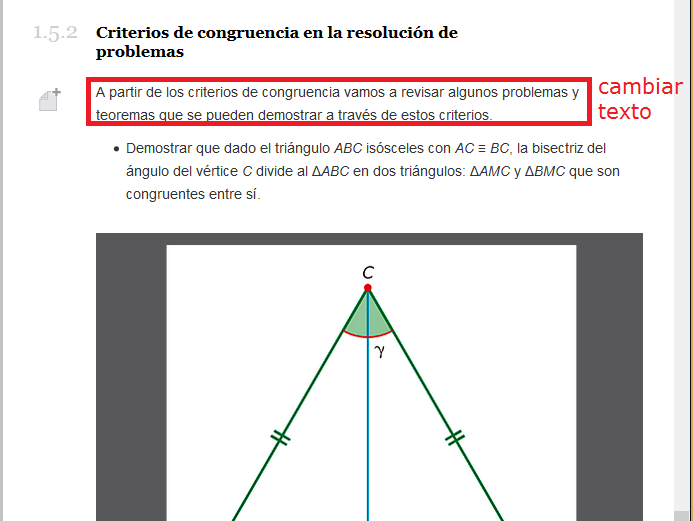 1.5.2 Criterios de congruencia en la resolución de
problemas
A partir de los criterios de congruencia vamos a revisar algunos problemas y
teoremas que se pueden demostrar a través de estos criterios.
cambiar
texto
• Demostrar que dado el triángulo ABC isósceles con AC ≡ BC, la bisectriz del
ángulo del vértice C divide al ΔABC en dos triángulos: ΔAMC y ΔBMC que son
congruentes entre sí.
C
γ